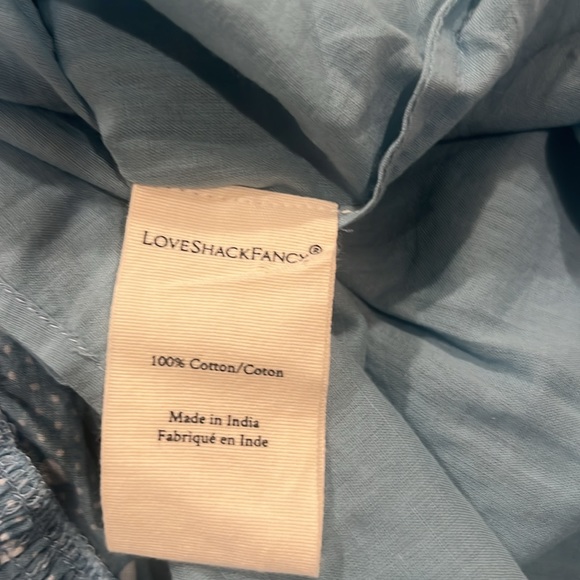 LOVESHACKFANCY®
100% Cotton/Coton
Made in India
Fabriqué en Inde